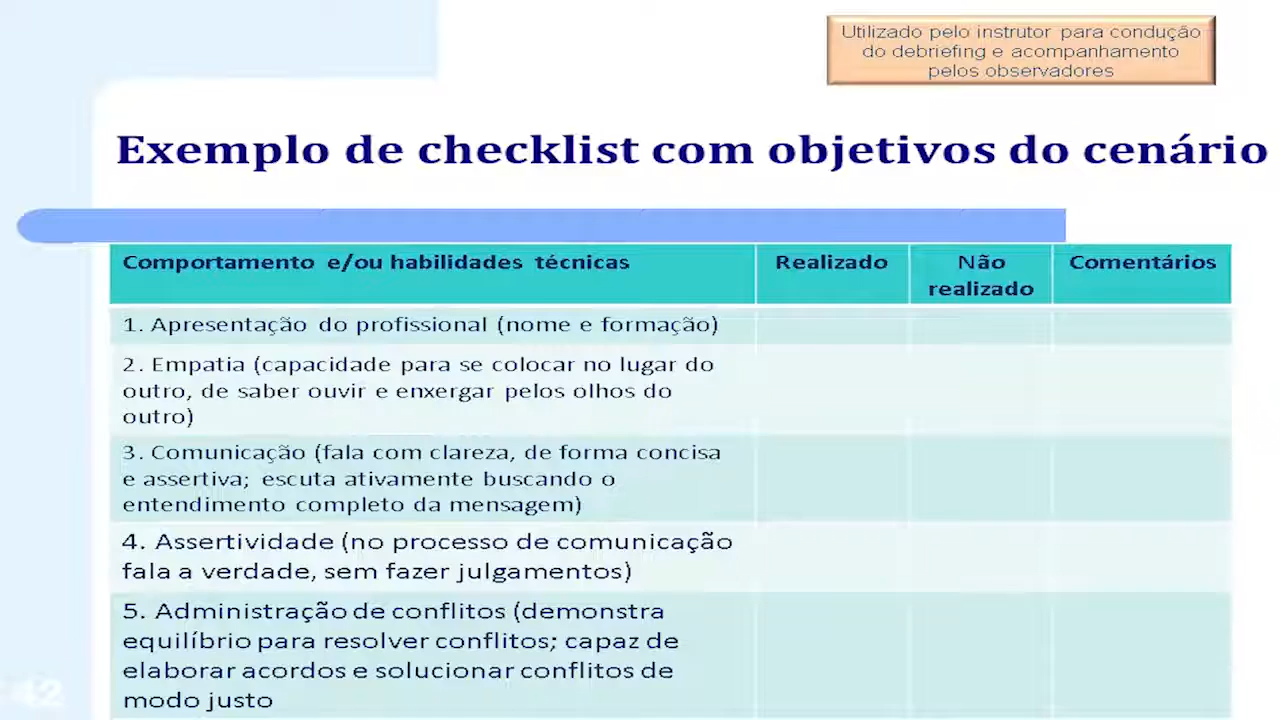 Utilizado pelo instrutor para condução
do debriefing e acompanhamento
pelos observadores
Exemplo de checklist com objetivos do cenário
Comportamento e/ou habilidades técnicas
Realizado
Não
realizado
Comentários
1. Apresentação do profissional (nome e formação)
2. Empatia (capacidade para se colocar no lugar do
outro, de saber ouvir e enxergar pelos olhos do
outro)
3. Comunicação (fala com clareza, de forma concisa
e assertiva; escuta ativamente buscando o
entendimento completo da mensagem)
4. Assertividade (no processo de comunicação
fala a verdade, sem fazer julgamentos)
5. Administração de conflitos (demonstra
equilíbrio para resolver conflitos; capaz de
elaborar acordos e solucionar conflitos de
modo justo
42